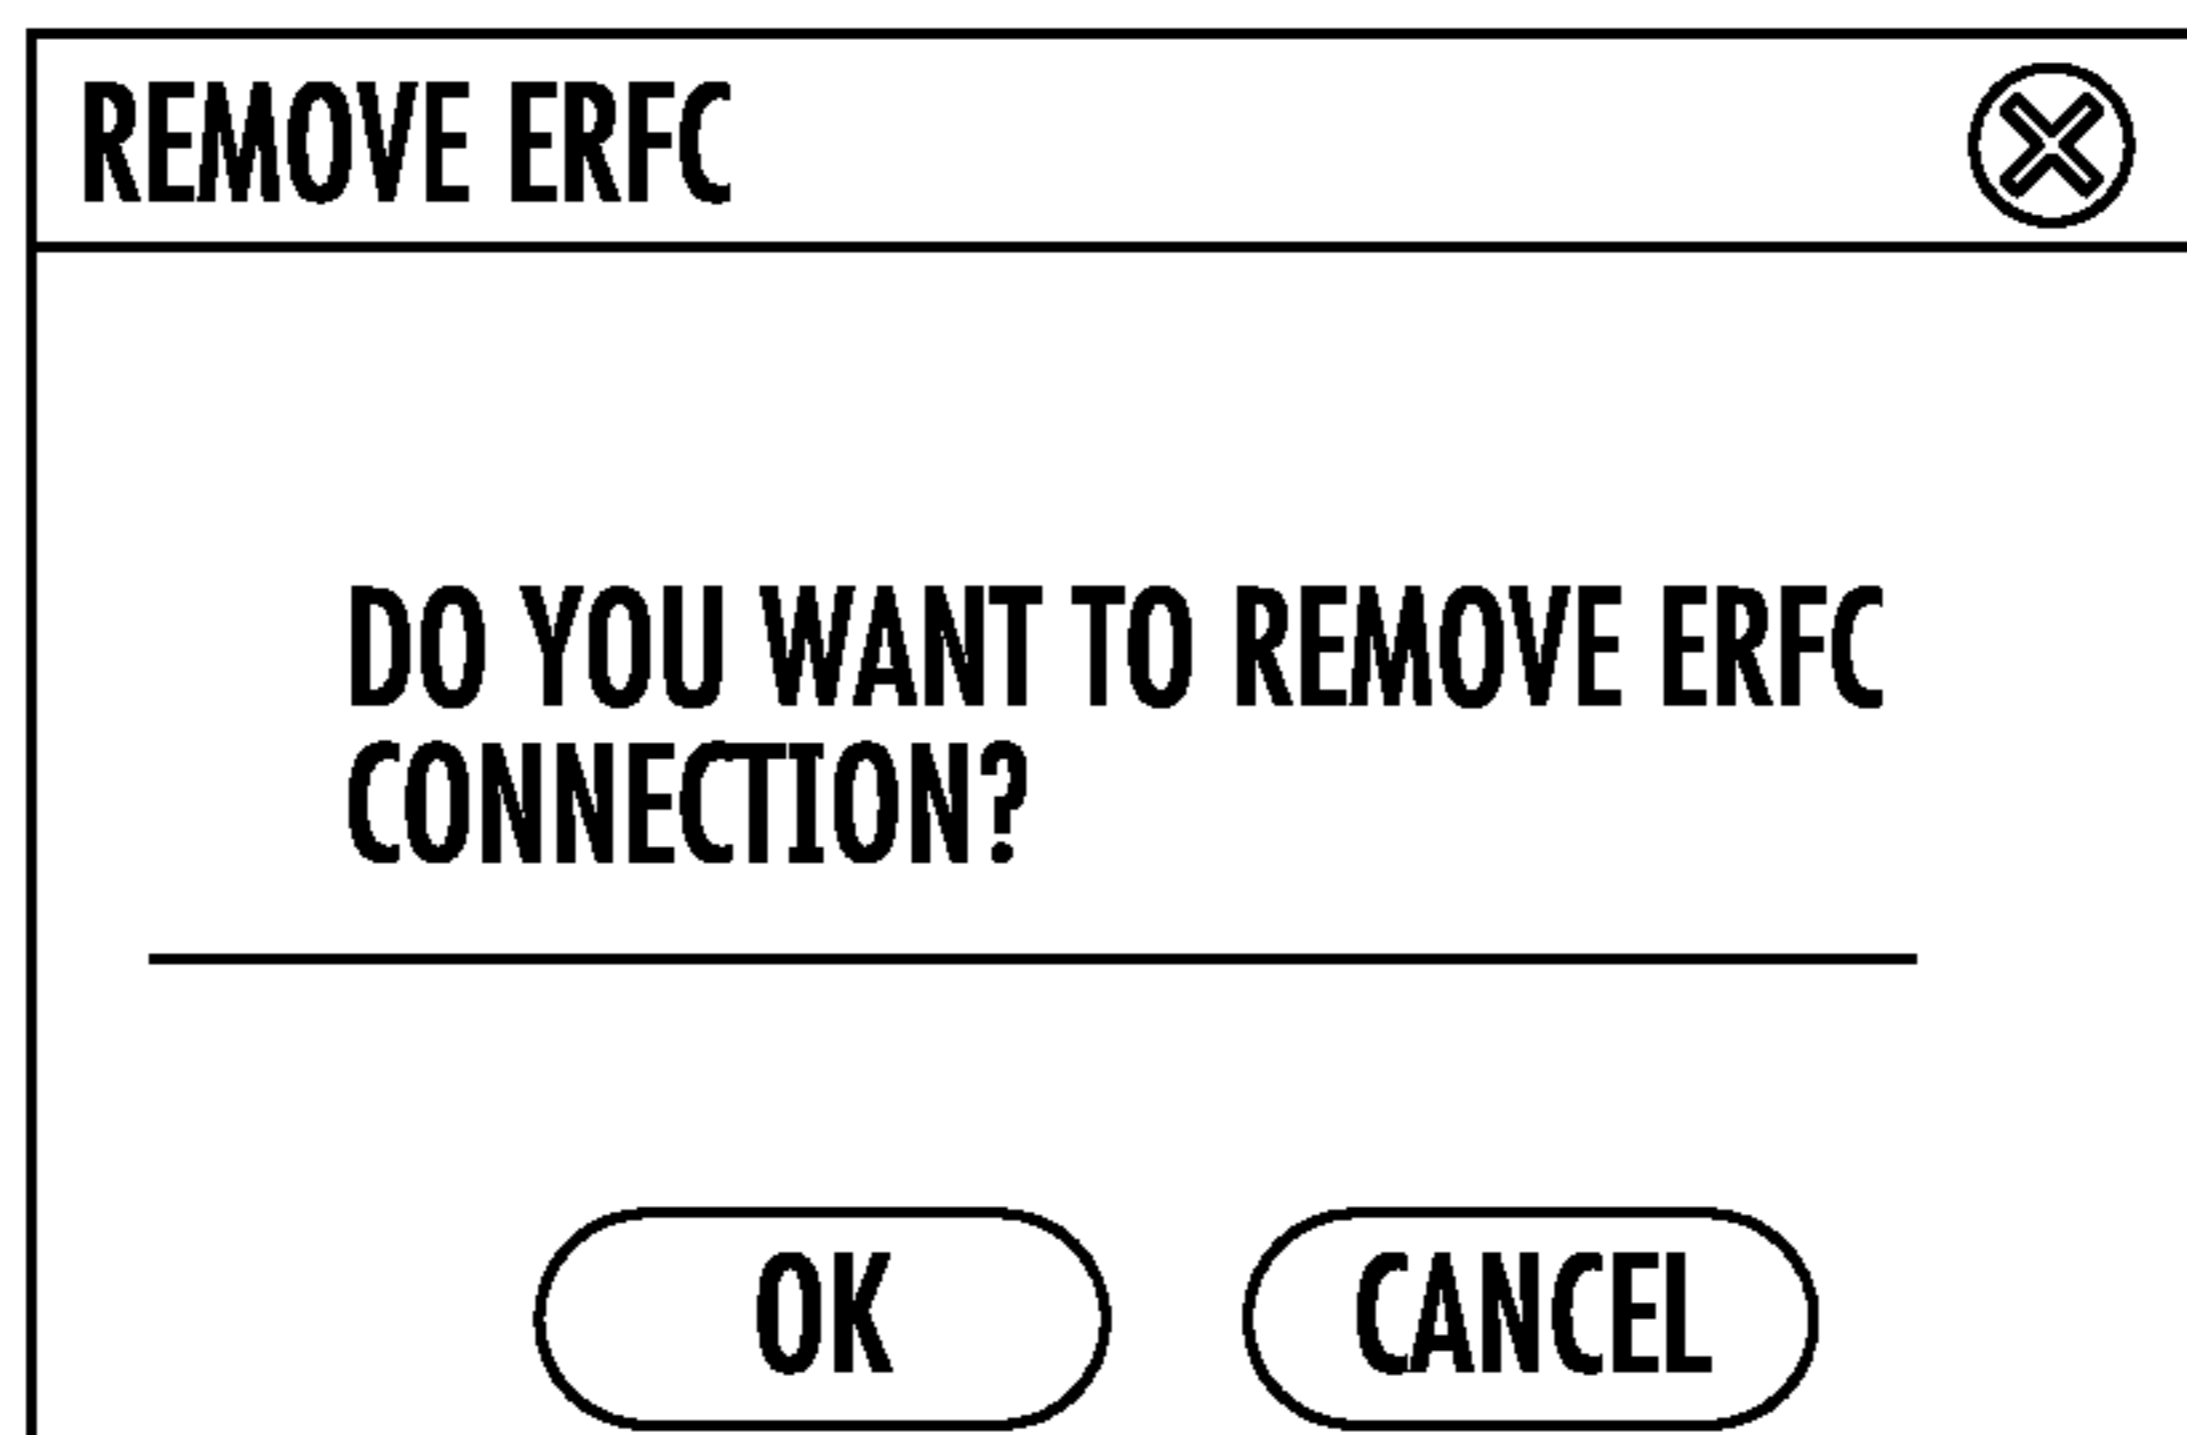 REMOVE ERFC
DO YOU WANT TO REMOVE ERFC
CONNECTION?
OK
CANCEL